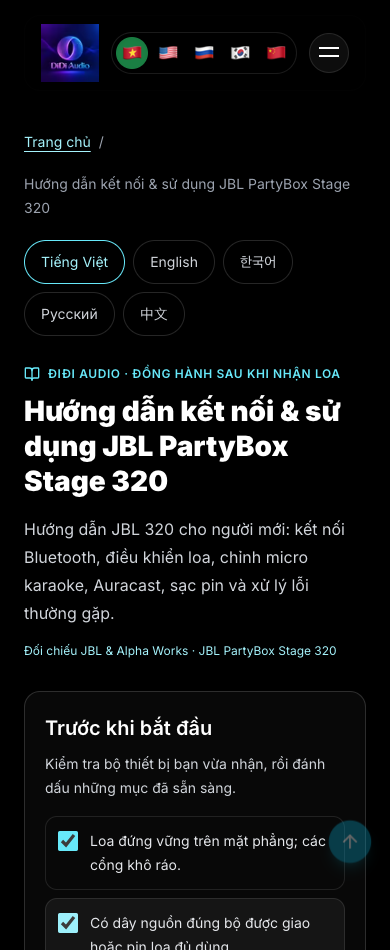 DiDi Audio
Trang chủ /
Hướng dẫn kết nối & sử dụng JBL PartyBox Stage
320
Tiếng Việt English 한국어
Русский 中文
ĐIĐI AUDIO · ĐỒNG HÀNH SAU KHI NHẬN LOA
Hướng dẫn kết nối & sử
dụng JBL PartyBox
Stage 320
Hướng dẫn JBL 320 cho người mới: kết nối
Bluetooth, điều khiển loa, chỉnh micro
karaoke, Auracast, sạc pin và xử lý lỗi
thường gặp.
Đối chiếu JBL & Alpha Works · JBL PartyBox Stage 320
Trước khi bắt đầu
Kiểm tra bộ thiết bị bạn vừa nhận, rồi đánh
dấu những mục đã sẵn sàng.
Loa đứng vững trên mặt phẳng; các
cổng khô ráo.
Có dây nguồn đúng bộ được giao
hoặc pin loa đủ dùng